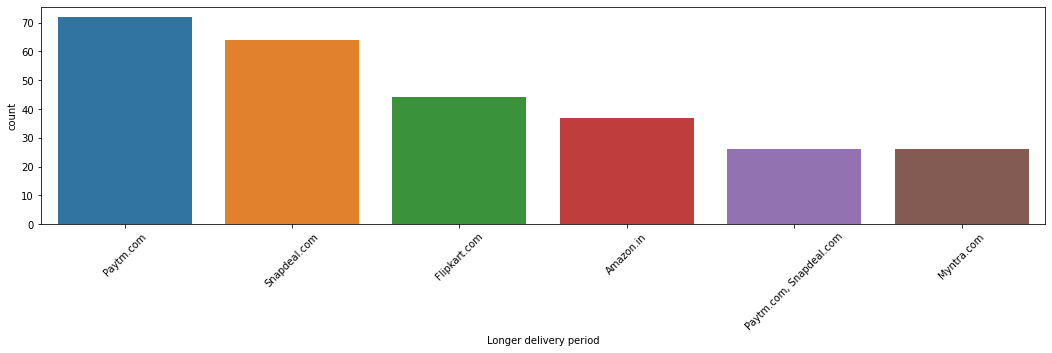 70
60
50
40
30
20
10
0
count
Paytm.com
Snapdeal.com
Flipkart.com
Amazon.in
Paytm.com, Snapdeal.com
Myntra.com
Longer delivery period